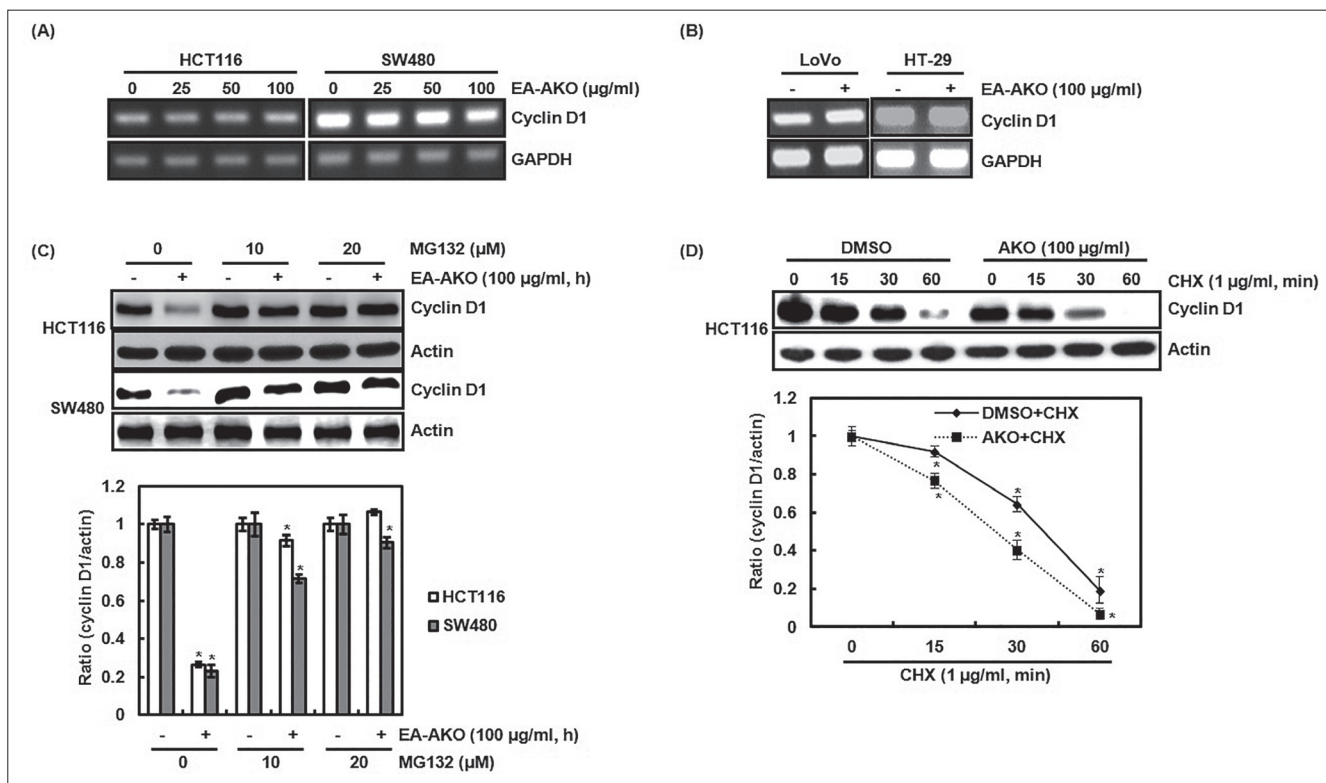 (A)
HCT116 SW480
0 25 50 100 0 25 50 100 EA-AKO (µg/ml)
Cyclin D1
GAPDH
(B)
LoVo HT-29
- + - + EA-AKO (100 µg/ml)
Cyclin D1
GAPDH
(C)
0 10 20 MG132 (µM)
- + - + - + EA-AKO (100 µg/ml, h)
HCT116
Cyclin D1
Actin
SW480
Cyclin D1
Actin
Ratio (cyclin D1/actin)
1.2
1
0.8
0.6
0.4
0.2
0
* * * * *
HCT116
SW480
- + - + - + EA-AKO (100 µg/ml, h)
0 10 20 MG132 (µM)
(D)
DMSO AKO (100 µg/ml)
0 15 30 60 0 15 30 60 CHX (1 µg/ml, min)
HCT116
Cyclin D1
Actin
Ratio (cyclin D1/actin)
1.2
1
0.8
0.6
0.4
0.2
0
DMSO+CHX
AKO+CHX
* * * * * *
0 15 30 60
CHX (1 µg/ml, min)